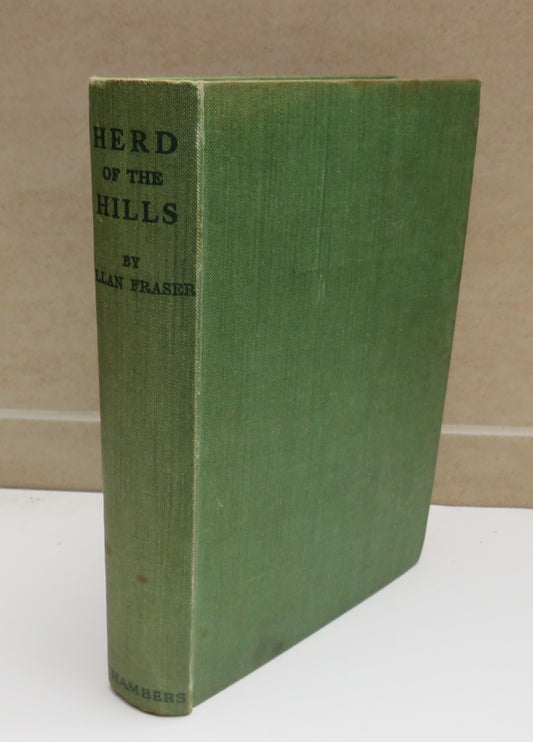 HERD
OF THE
HILLS
BY
LLAN FRASER
HAMBERS